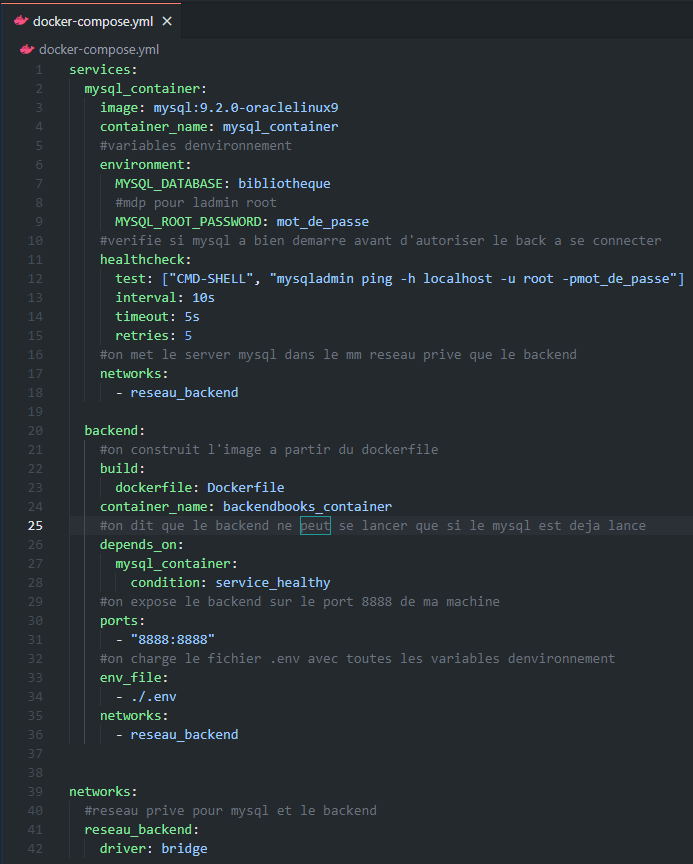 docker-compose.yml ×
docker-compose.yml
1 services:
2   mysql_container:
3     image: mysql:9.2.0-oraclelinux9
4     container_name: mysql_container
5     #variables denvironnement
6     environment:
7       MYSQL_DATABASE: bibliotheque
8       #mdp pour ladmin root
9       MYSQL_ROOT_PASSWORD: mot_de_passe
10     #verifie si mysql a bien demarre avant d'autoriser le back a se connecter
11     healthcheck:
12       test: ["CMD-SHELL", "mysqladmin ping -h localhost -u root -pmot_de_passe"]
13       interval: 10s
14       timeout: 5s
15       retries: 5
16     #on met le server mysql dans le mm reseau prive que le backend
17     networks:
18       - reseau_backend
19
20   backend:
21     #on construit l'image a partir du dockerfile
22     build:
23       dockerfile: Dockerfile
24     container_name: backendbooks_container
25     #on dit que le backend ne peut se lancer que si le mysql est deja lance
26     depends_on:
27       mysql_container:
28         condition: service_healthy
29     #on expose le backend sur le port 8888 de ma machine
30     ports:
31       - "8888:8888"
32     #on charge le fichier .env avec toutes les variables denvironnement
33     env_file:
34       - ./.env
35     networks:
36       - reseau_backend
37
38
39 networks:
40   #reseau prive pour mysql et le backend
41   reseau_backend:
42     driver: bridge